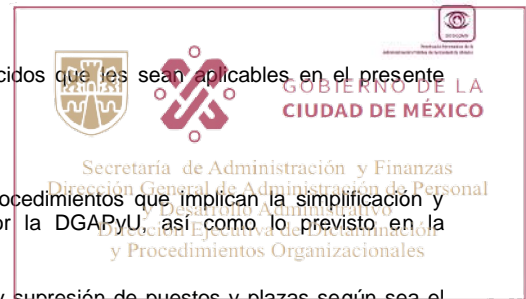 cidos que les sean aplicables en el presente
GOBIERNO DE LA
CIUDAD DE MÉXICO
Secretaría de Administración y Finanzas
Dirección General de Administración de Personal
y Desarrollo Administrativo
Dirección Ejecutiva de Dictaminación
y Procedimientos Organizacionales
ocedimientos que implican la simplificación y
or la DGAPyU, así como lo previsto en la
y supresión de puestos y plazas según sea el